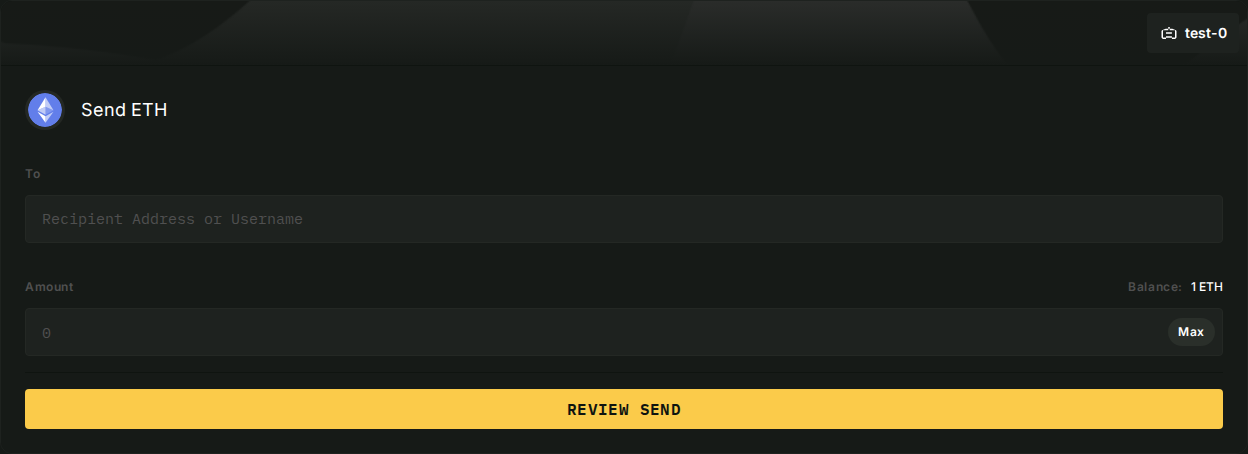 test-0
Send ETH
To
Recipient Address or Username
Amount
Balance: 1 ETH
0
Max
REVIEW SEND